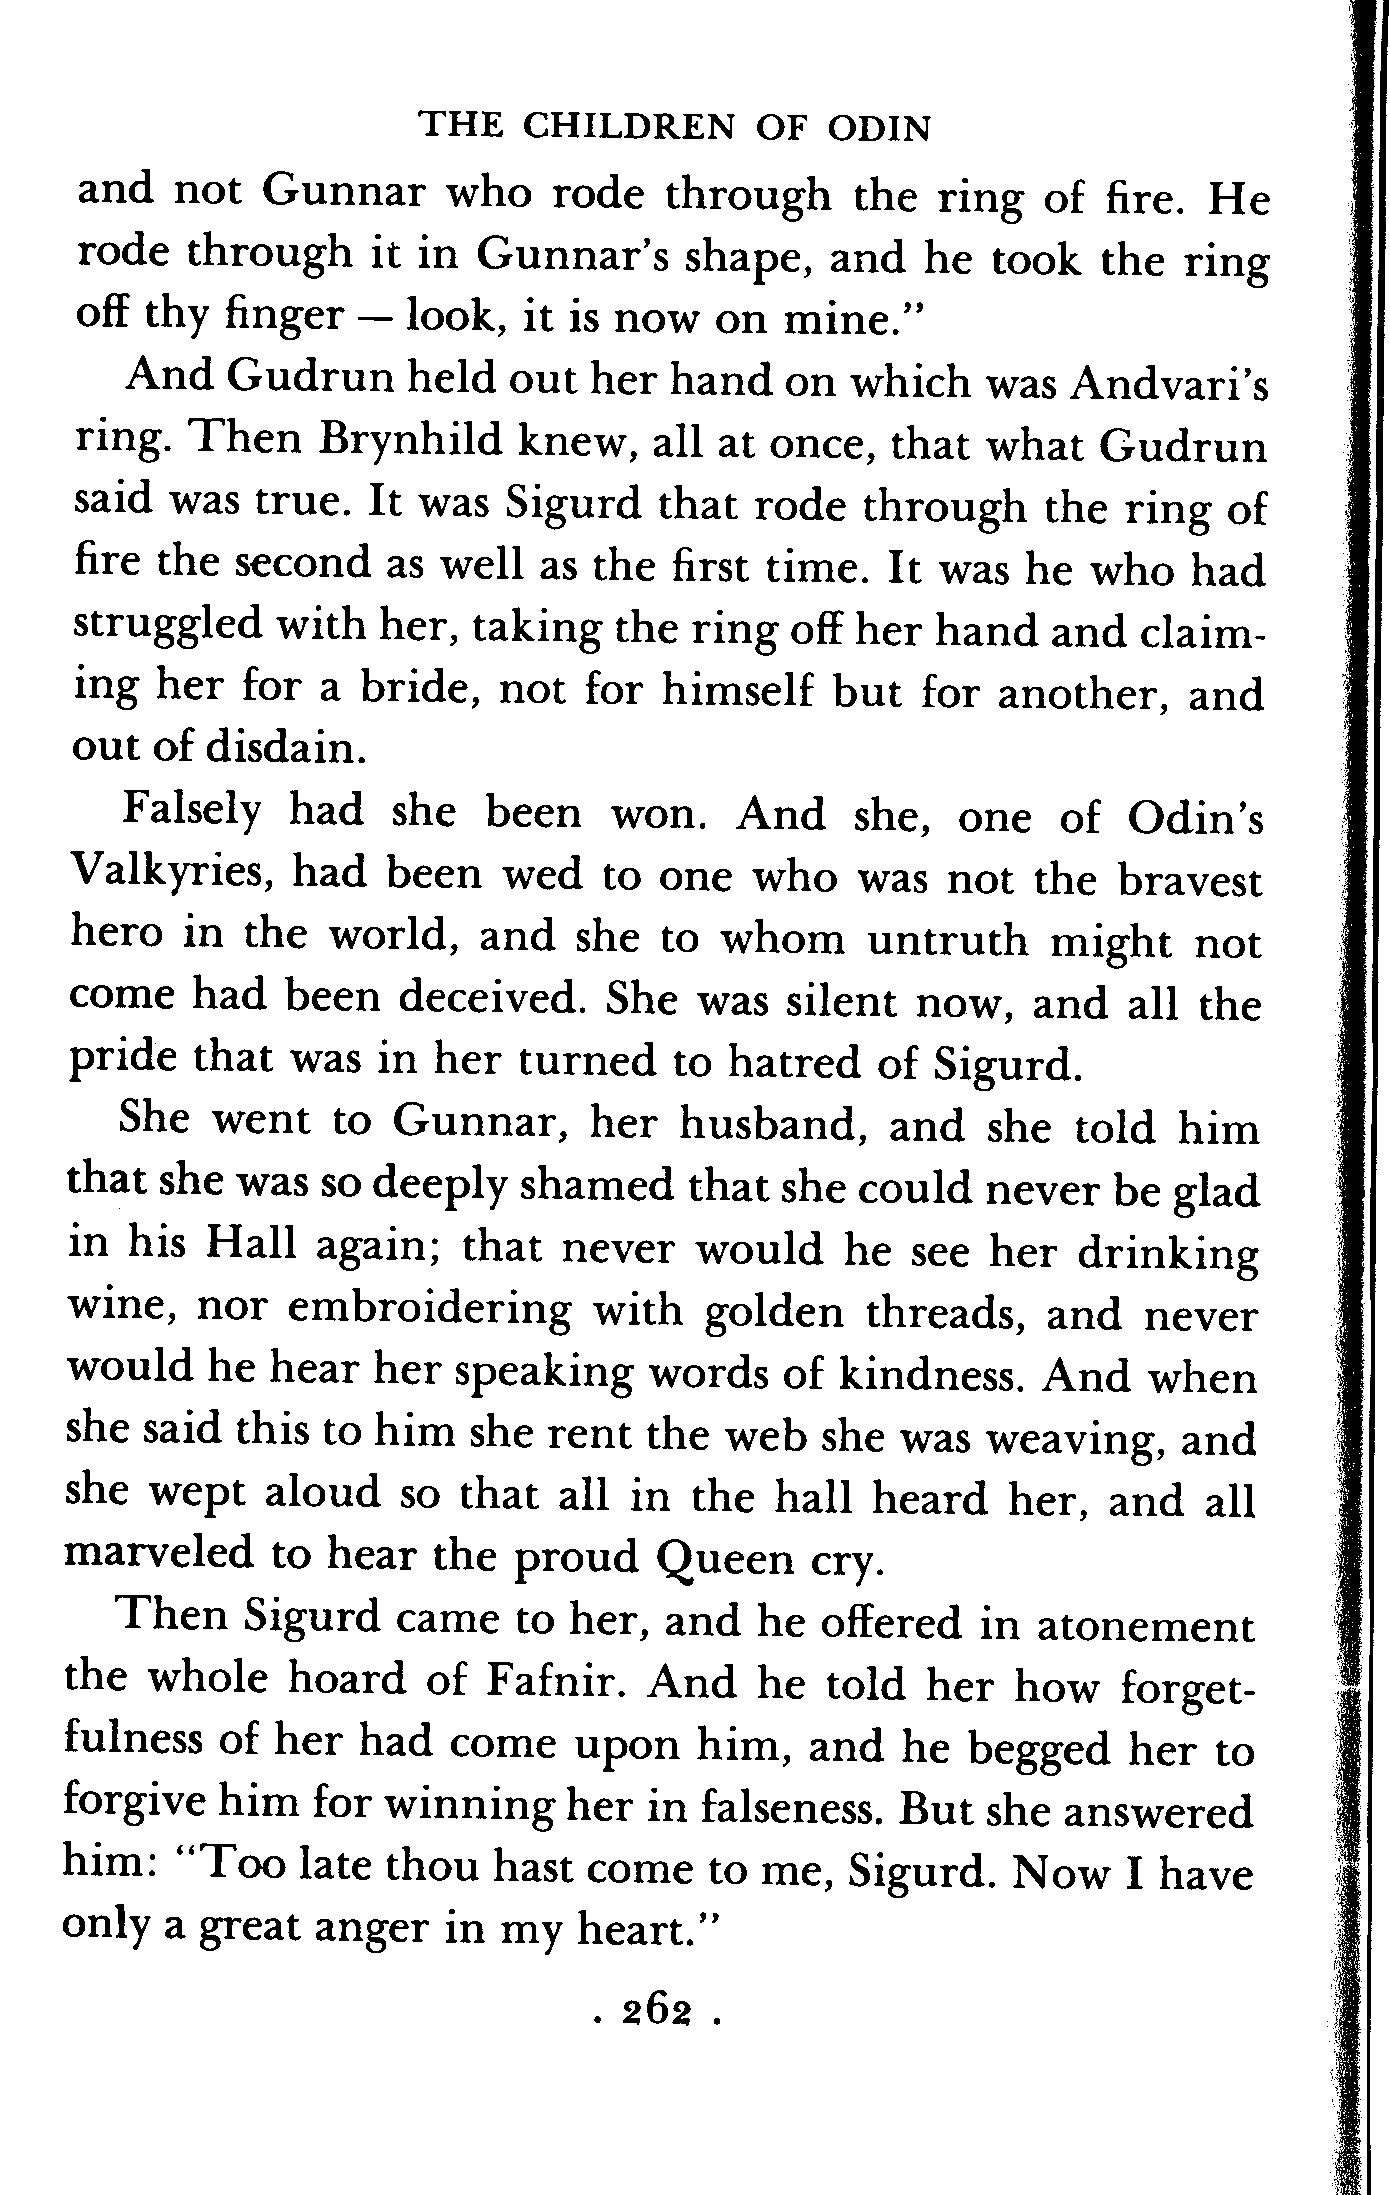 THE CHILDREN OF ODIN
and not Gunnar who rode through the ring of fire. He
rode through it in Gunnar's shape, and he took the ring
off thy finger — look, it is now on mine."
And Gudrun held out her hand on which was Andvari's
ring. Then Brynhild knew, all at once, that what Gudrun
said was true. It was Sigurd that rode through the ring of
fire the second as well as the first time. It was he who had
struggled with her, taking the ring off her hand and claim-
ing her for a bride, not for himself but for another, and
out of disdain.
Falsely had she been won. And she, one of Odin's
Valkyries, had been wed to one who was not the bravest
hero in the world, and she to whom untruth might not
come had been deceived. She was silent now, and all the
pride that was in her turned to hatred of Sigurd.
She went to Gunnar, her husband, and she told him
that she was so deeply shamed that she could never be glad
in his Hall again; that never would he see her drinking
wine, nor embroidering with golden threads, and never
would he hear her speaking words of kindness. And when
she said this to him she rent the web she was weaving, and
she wept aloud so that all in the hall heard her, and all
marveled to hear the proud Queen cry.
Then Sigurd came to her, and he offered in atonement
the whole hoard of Fafnir. And he told her how forget-
fulness of her had come upon him, and he begged her to
forgive him for winning her in falseness. But she answered
him: "Too late thou hast come to me, Sigurd. Now I have
only a great anger in my heart."
. 262 .